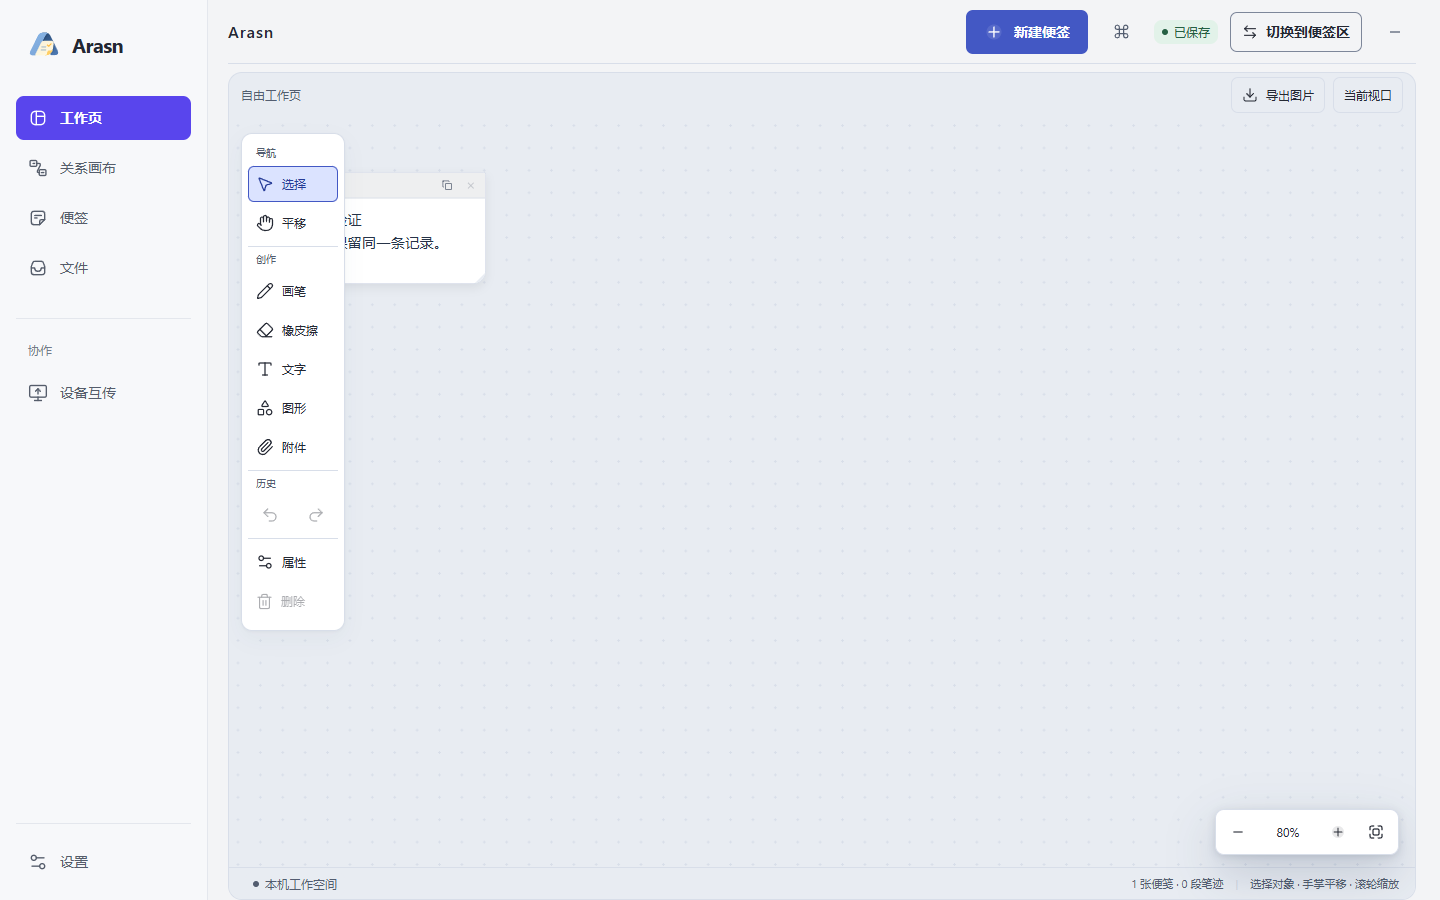 Arasn
工作页
关系画布
便签
文件
协作
设备互传
设置
Arasn
新建便签
已保存
切换到便签区
自由工作页
导出图片
当前视口
导航
选择
平移
创作
画笔
橡皮擦
文字
图形
附件
历史
属性
删除
证
留同一条记录。
80%
本机工作空间
1 张便笺 · 0 段笔迹
选择对象 · 手掌平移 · 滚轮缩放